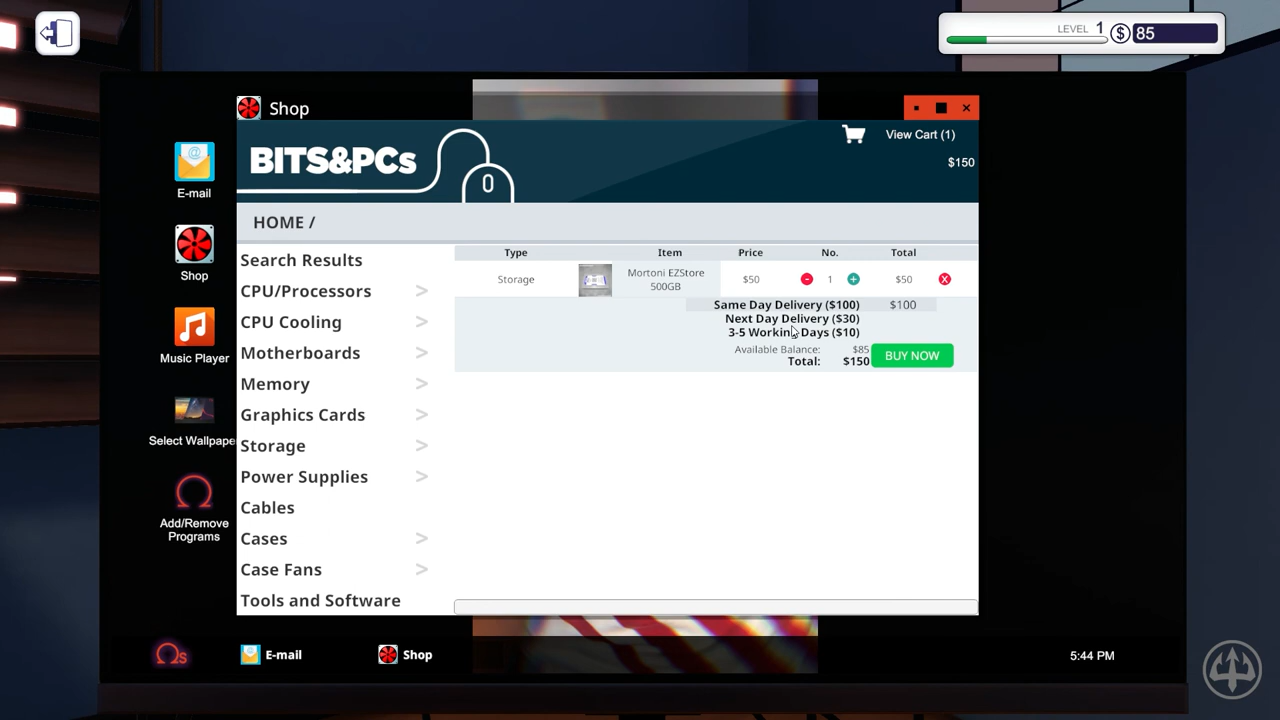 LEVEL 1
$ 85
Shop
BITS&PCs
View Cart (1)
$150
HOME /
E-mail
Shop
Music Player
Select Wallpape
Add/Remove
Programs
Search Results
CPU/Processors >
CPU Cooling >
Motherboards >
Memory >
Graphics Cards >
Storage >
Power Supplies >
Cables
Cases >
Case Fans >
Tools and Software
Type Item Price No. Total
Storage Mortoni EZStore 500GB $50 1 $50
Same Day Delivery ($100) $100
Next Day Delivery ($30)
3-5 Working Days ($10)
Available Balance: $85
Total: $150
BUY NOW
Ωs
E-mail
Shop
5:44 PM